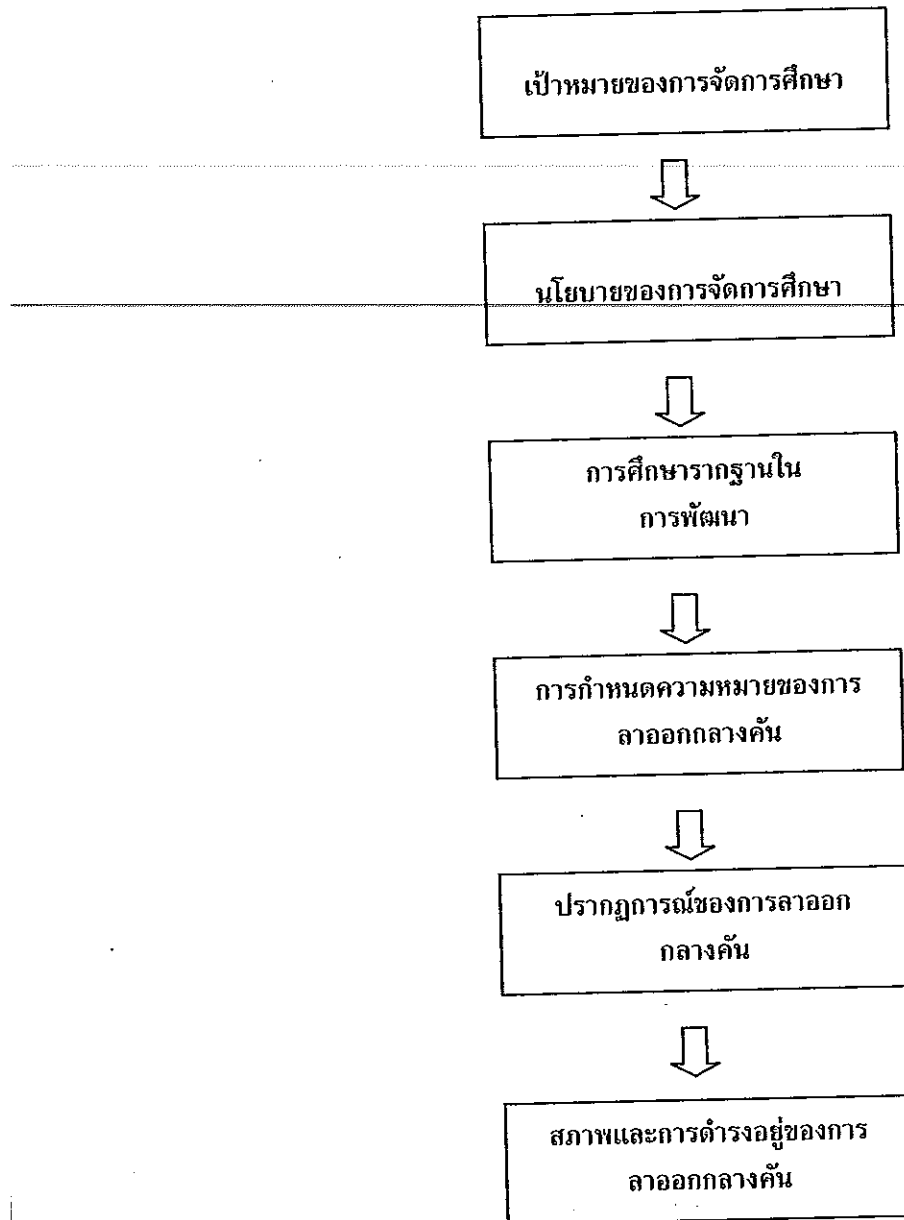 เป้าหมายของการจัดการศึกษา
นโยบายของการจัดการศึกษา
การศึกษารากฐานใน
การพัฒนา
การกำหนดความหมายของการ
ลาออกกลางคัน
ปรากฏการณ์ของการลาออก
กลางคัน
สภาพและการดำรงอยู่ของการ
ลาออกกลางคัน